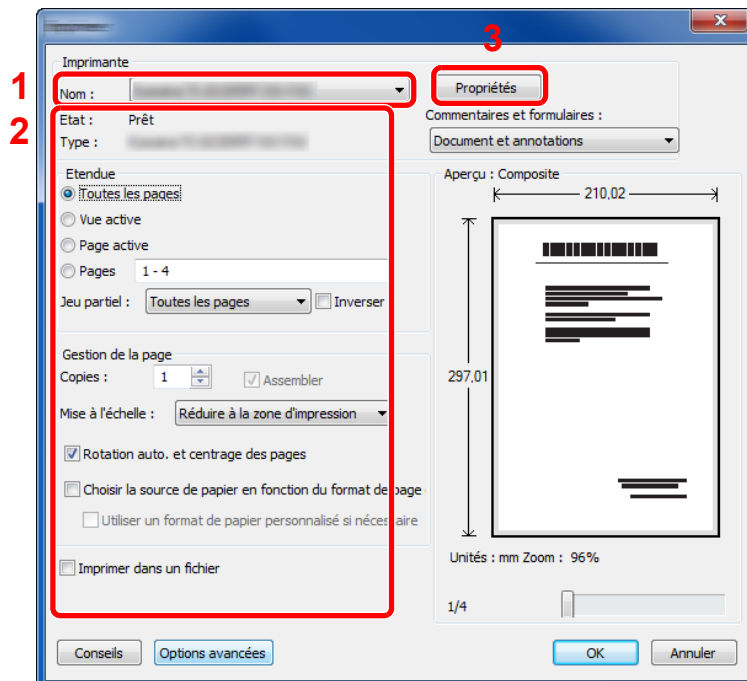 3
Imprimante
1
Nom :
Propriétés
2
Etat : Prêt
Commentaires et formulaires :
Type :
Document et annotations
Etendue
Toutes les pages
Vue active
Page active
Pages 1 - 4
Jeu partiel : Toutes les pages Inverser
Gestion de la page
Copies : 1 Assembler
Mise à l'échelle : Réduire à la zone d'impression
Rotation auto. et centrage des pages
Choisir la source de papier en fonction du format de page
Utiliser un format de papier personnalisé si nécessaire
Imprimer dans un fichier
Aperçu : Composite
210,02
297,01
Unités : mm Zoom : 96%
1/4
Conseils
Options avancées
OK
Annuler